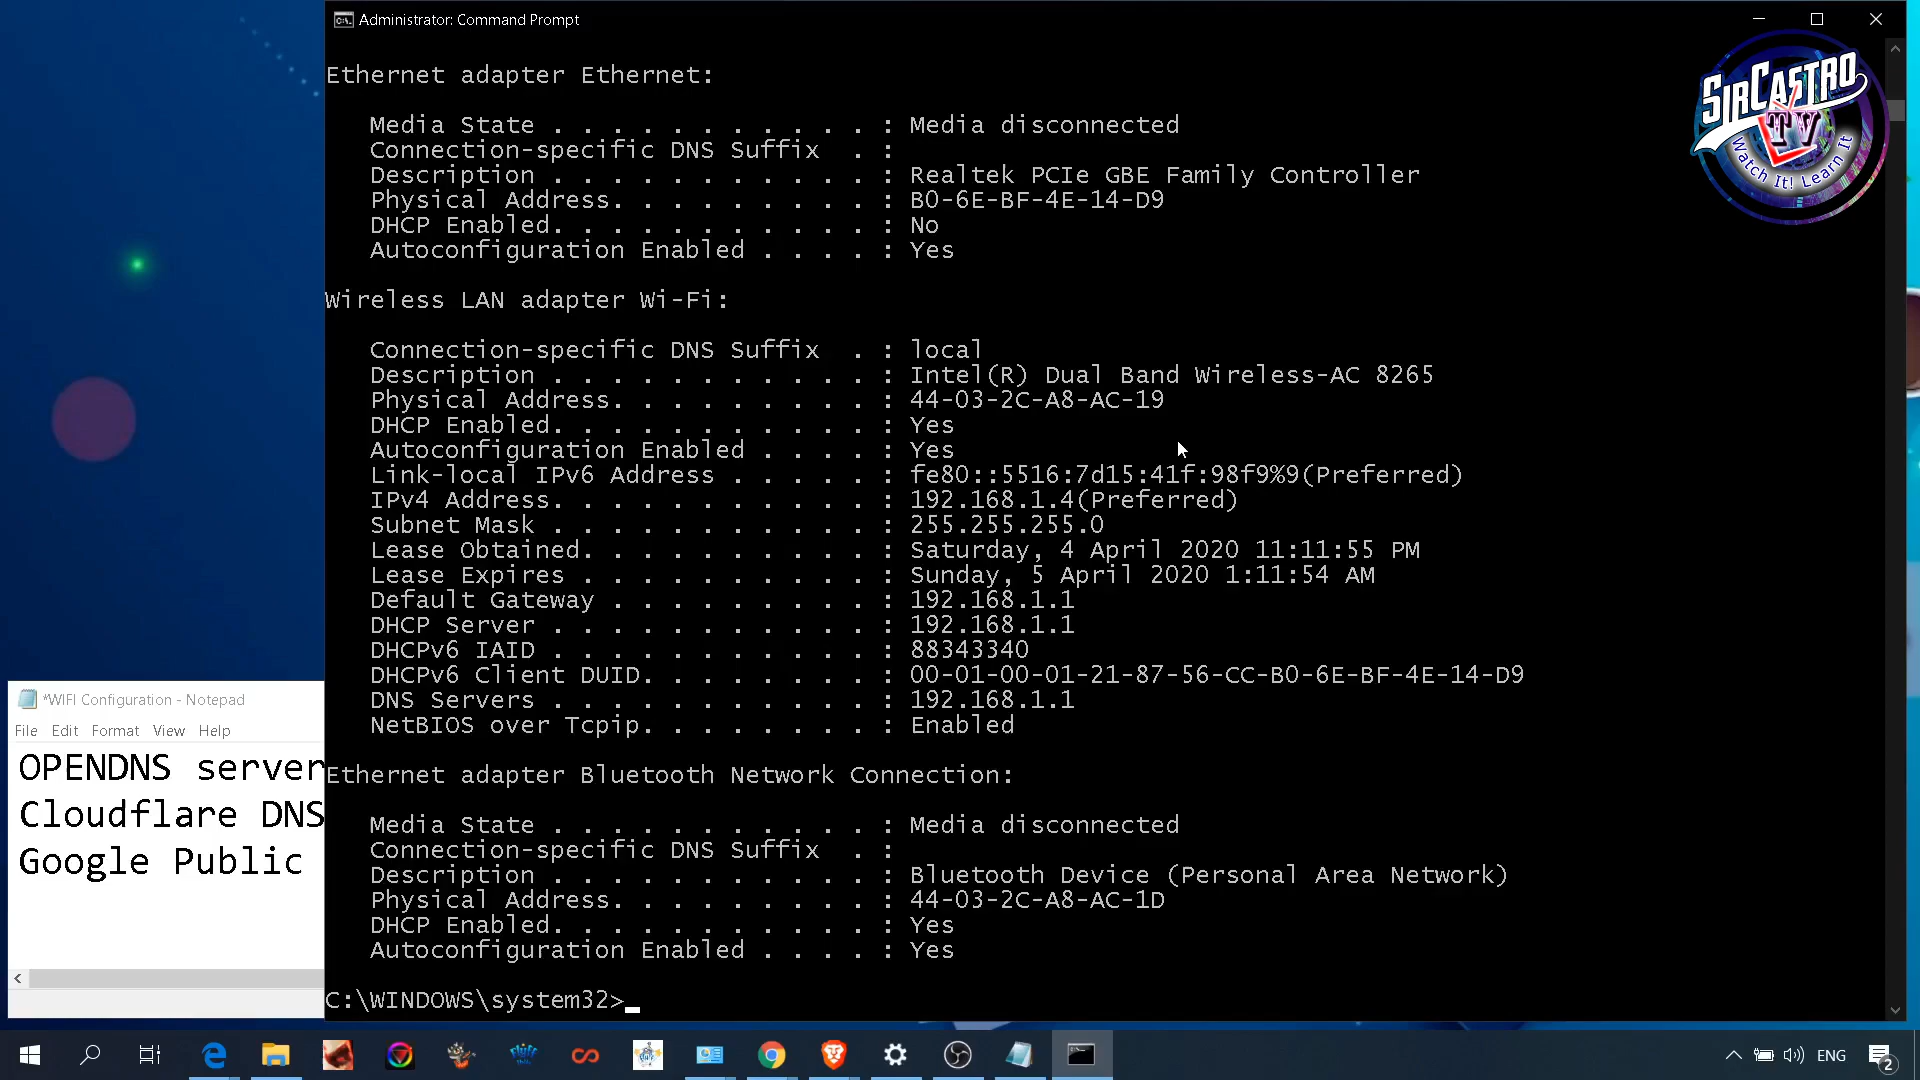 Administrator: Command Prompt
Ethernet adapter Ethernet:
Media State . . . . . . . . . . . : Media disconnected
Connection-specific DNS Suffix  . :
Description . . . . . . . . . . . : Realtek PCIe GBE Family Controller
Physical Address. . . . . . . . . : B0-6E-BF-4E-14-D9
DHCP Enabled. . . . . . . . . . . : No
Autoconfiguration Enabled . . . . : Yes
Wireless LAN adapter Wi-Fi:
Connection-specific DNS Suffix  . : local
Description . . . . . . . . . . . : Intel(R) Dual Band Wireless-AC 8265
Physical Address. . . . . . . . . : 44-03-2C-A8-AC-19
DHCP Enabled. . . . . . . . . . . : Yes
Autoconfiguration Enabled . . . . : Yes
Link-local IPv6 Address . . . . . : fe80::5516:7d15:41f:98f9%9(Preferred)
IPv4 Address. . . . . . . . . . . : 192.168.1.4(Preferred)
Subnet Mask . . . . . . . . . . . : 255.255.255.0
Lease Obtained. . . . . . . . . . : Saturday, 4 April 2020 11:11:55 PM
Lease Expires . . . . . . . . . . : Sunday, 5 April 2020 1:11:54 AM
Default Gateway . . . . . . . . . : 192.168.1.1
DHCP Server . . . . . . . . . . . : 192.168.1.1
DHCPv6 IAID . . . . . . . . . . . : 88343340
DHCPv6 Client DUID. . . . . . . . : 00-01-00-01-21-87-56-CC-B0-6E-BF-4E-14-D9
DNS Servers . . . . . . . . . . . : 192.168.1.1
NetBIOS over Tcpip. . . . . . . . : Enabled
Ethernet adapter Bluetooth Network Connection:
Media State . . . . . . . . . . . : Media disconnected
Connection-specific DNS Suffix  . :
Description . . . . . . . . . . . : Bluetooth Device (Personal Area Network)
Physical Address. . . . . . . . . : 44-03-2C-A8-AC-1D
DHCP Enabled. . . . . . . . . . . : Yes
Autoconfiguration Enabled . . . . : Yes
C:\WINDOWS\system32>
SIRCASTRO
TV
Watch It! Learn It
*WIFI Configuration - Notepad
File Edit Format View Help
OPENDNS server
Cloudflare DNS
Google Public
ENG
2